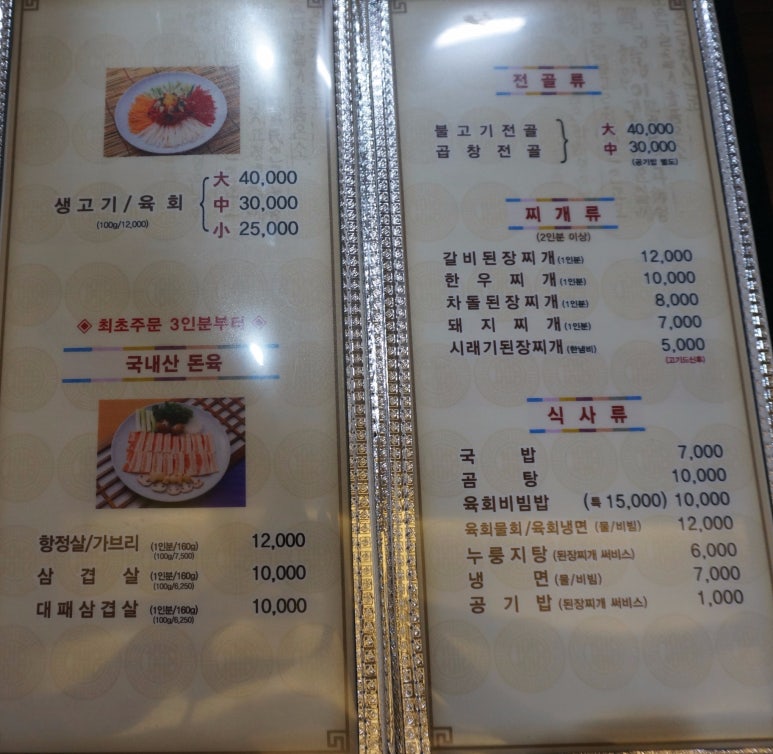 생고기/육회
(100g/12,000)
大 40,000
中 30,000
小 25,000
◈ 최초주문 3인분부터 ◈
국내산 돈육
항정살/가브리 (1인분/160g) 12,000
(100g/7,500)
삼 겹 살 (1인분/160g) 10,000
(100g/6,250)
대패삼겹살 (1인분/160g) 10,000
(100g/6,250)
전골류
불고기전골
곱창전골
大 40,000
中 30,000
(공기밥 별도)
찌개류
(2인분 이상)
갈비된장찌개(1인분) 12,000
한우찌개(1인분) 10,000
차돌된장찌개(1인분) 8,000
돼지찌개(1인분) 7,000
시래기된장찌개(한냄비) 5,000
(고기드신후)
식사류
국 밥 7,000
곰 탕 10,000
육회비빔밥 (특 15,000) 10,000
육회물회/육회냉면 (물/비빔) 12,000
누룽지탕 (된장찌개 써비스) 6,000
냉 면 (물/비빔) 7,000
공 기 밥 (된장찌개 써비스) 1,000